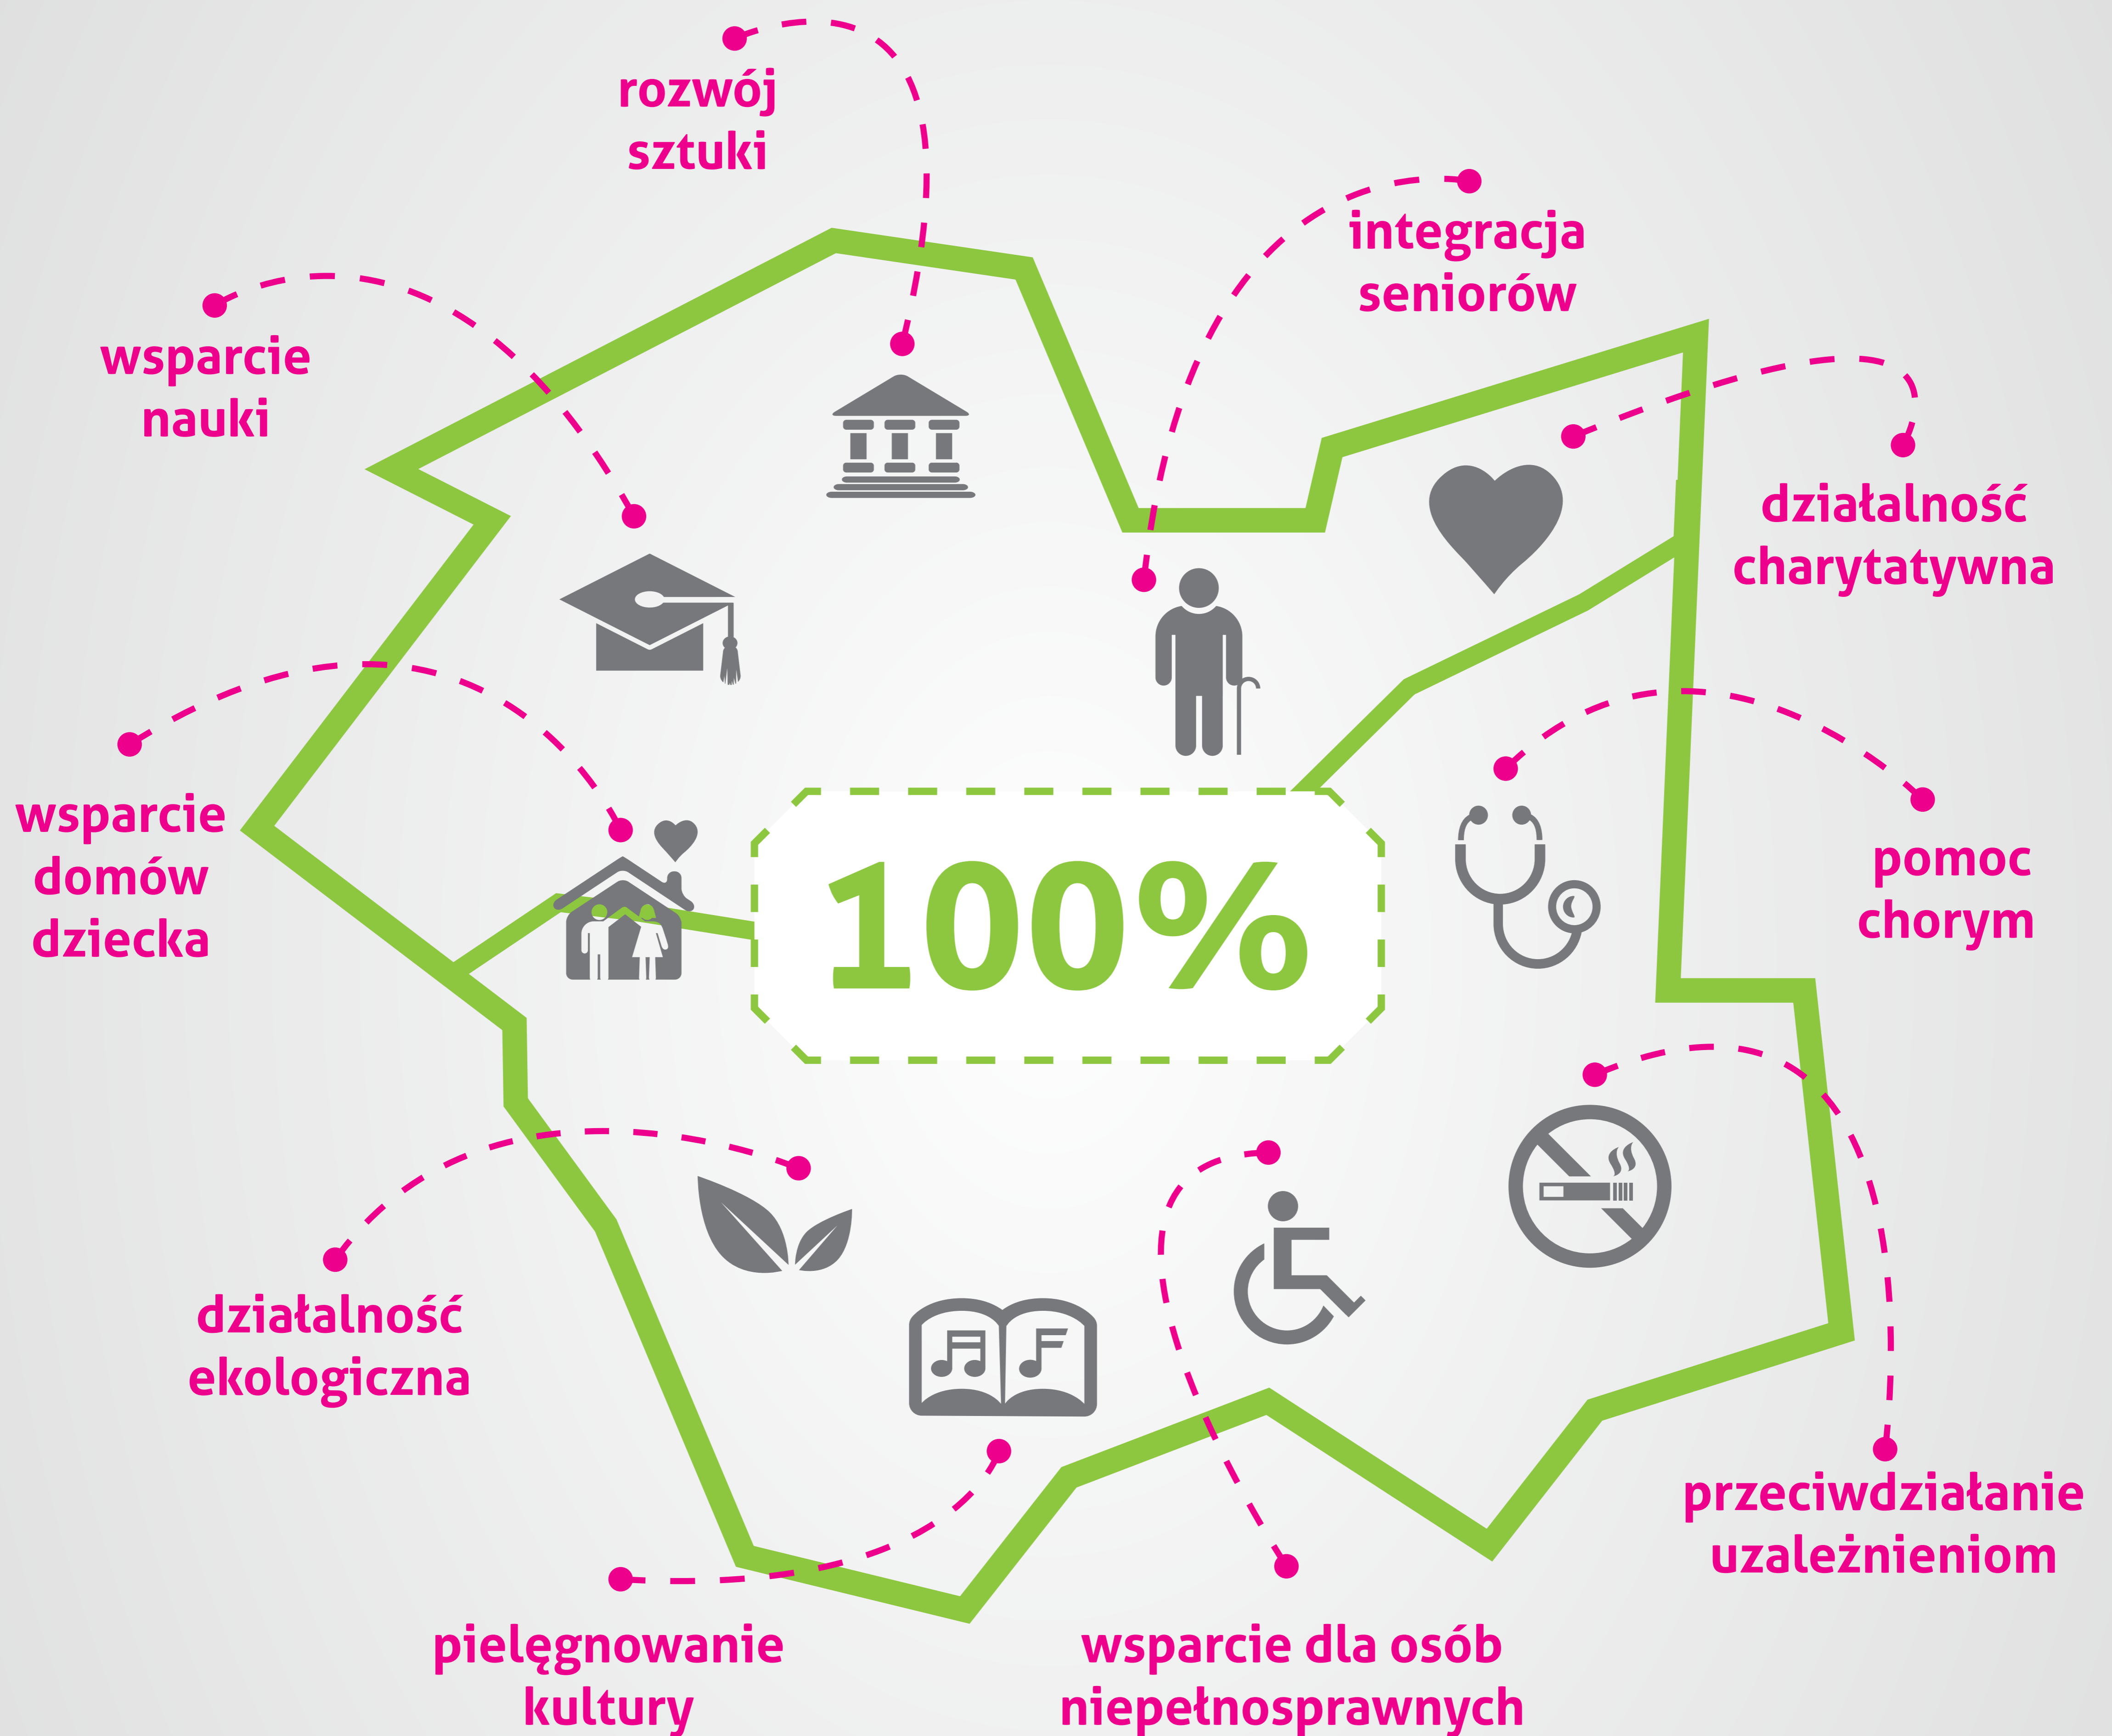 rozwój
sztuki
integracja
seniorów
wsparcie
nauki
działalność
charytatywna
wsparcie
domów
dziecka
100%
pomoc
chorym
działalność
ekologiczna
przeciwdziałanie
uzależnieniom
pielęgnowanie
kultury
wsparcie dla osób
niepełnosprawnych